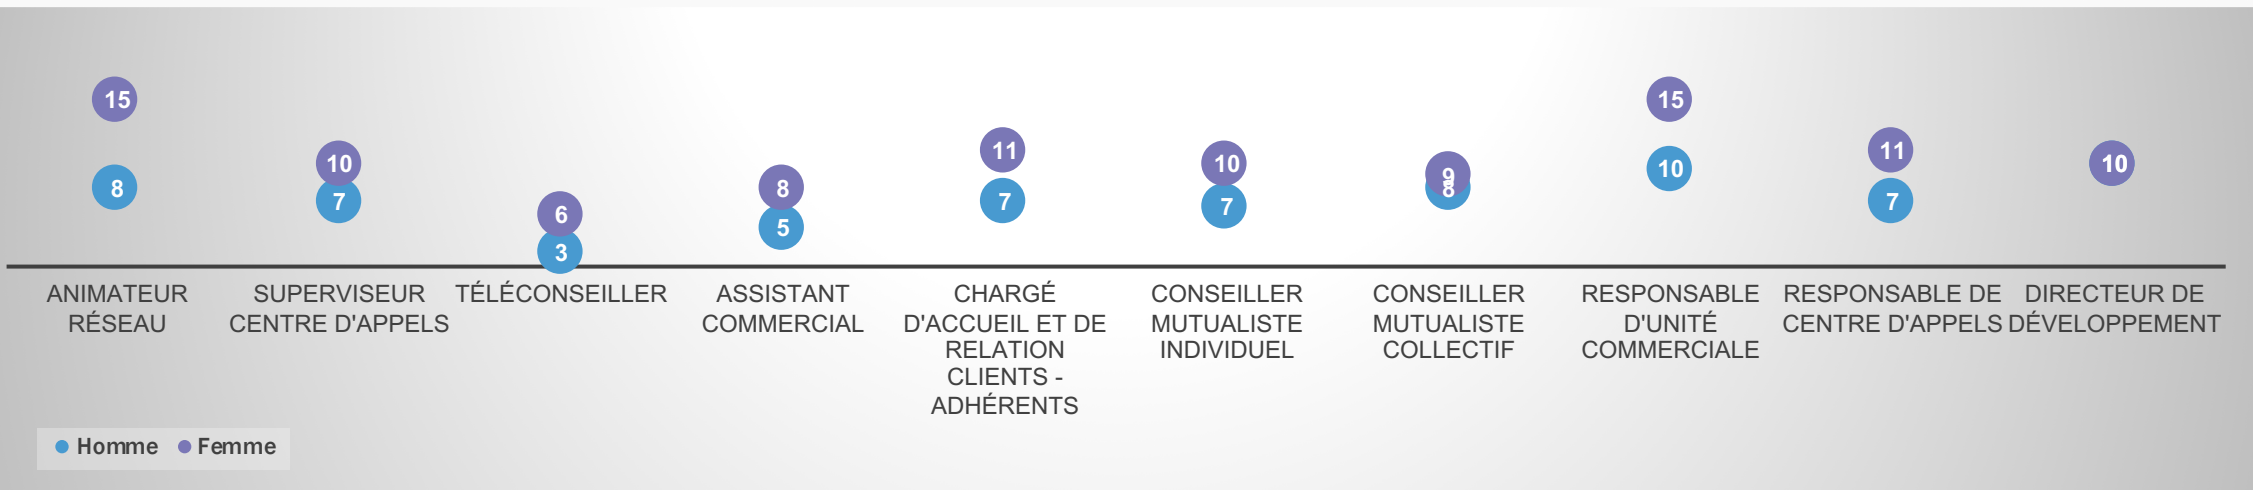 15
8
10
7
6
3
8
5
11
7
10
7
9
8
15
10
11
7
10
ANIMATEUR
RÉSEAU
SUPERVISEUR
CENTRE D'APPELS
TÉLÉCONSEILLER
ASSISTANT
COMMERCIAL
CHARGÉ
D'ACCUEIL ET DE
RELATION
CLIENTS -
ADHÉRENTS
CONSEILLER
MUTUALISTE
INDIVIDUEL
CONSEILLER
MUTUALISTE
COLLECTIF
RESPONSABLE
D'UNITÉ
COMMERCIALE
RESPONSABLE DE
CENTRE D'APPELS
DIRECTEUR DE
DÉVELOPPEMENT
Homme
Femme